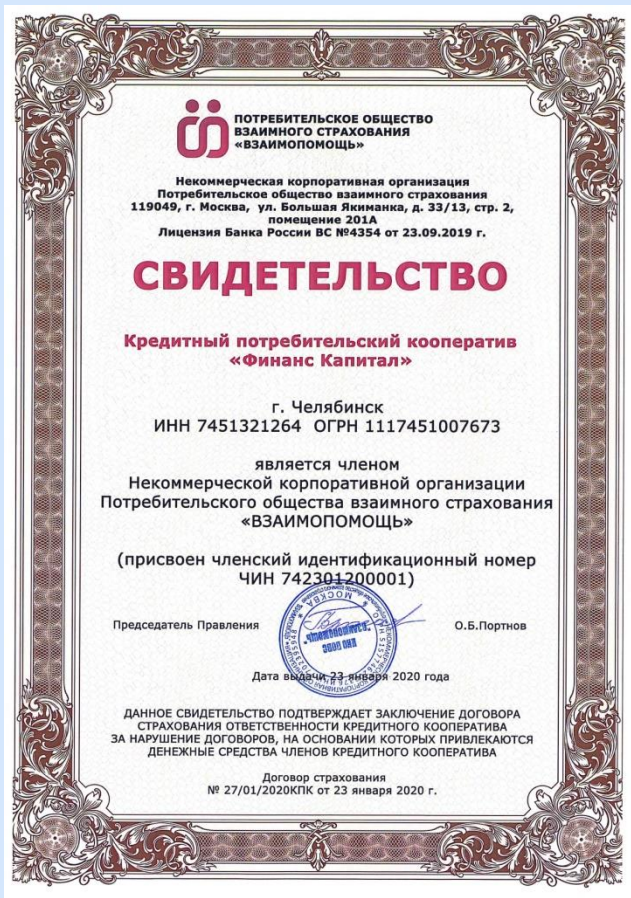 ПОТРЕБИТЕЛЬСКОЕ ОБЩЕСТВО
ВЗАИМНОГО СТРАХОВАНИЯ
«ВЗАИМОПОМОЩЬ»
Некоммерческая корпоративная организация
Потребительское общество взаимного страхования
119049, г. Москва, ул. Большая Якиманка, д. 33/13, стр. 2,
помещение 201А
Лицензия Банка России ВС №4354 от 23.09.2019 г.
СВИДЕТЕЛЬСТВО
Кредитный потребительский кооператив
«Финанс Капитал»
г. Челябинск
ИНН 7451321264 ОГРН 1117451007673
является членом
Некоммерческой корпоративной организации
Потребительского общества взаимного страхования
«ВЗАИМОПОМОЩЬ»
(присвоен членский идентификационный номер
ЧИН 742301200001)
Председатель Правления О.Б.Портнов
МОСКВА
Дата выдачи 23 января 2020 года
ДАННОЕ СВИДЕТЕЛЬСТВО ПОДТВЕРЖДАЕТ ЗАКЛЮЧЕНИЕ ДОГОВОРА
СТРАХОВАНИЯ ОТВЕТСТВЕННОСТИ КРЕДИТНОГО КООПЕРАТИВА
ЗА НАРУШЕНИЕ ДОГОВОРОВ, НА ОСНОВАНИИ КОТОРЫХ ПРИВЛЕКАЮТСЯ
ДЕНЕЖНЫЕ СРЕДСТВА ЧЛЕНОВ КРЕДИТНОГО КООПЕРАТИВА
Договор страхования
№ 27/01/2020КПК от 23 января 2020 г.